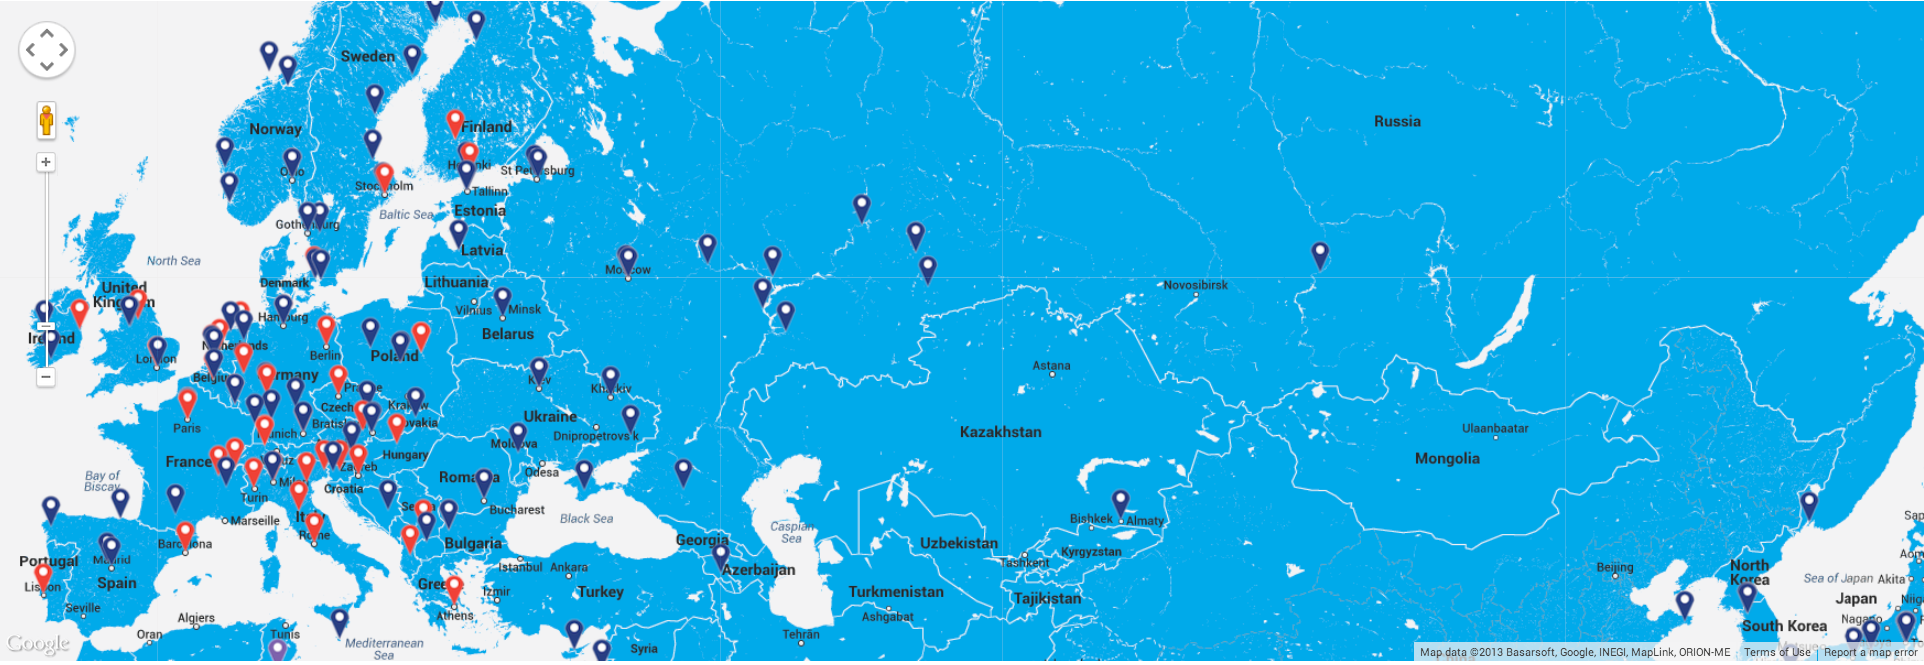 Sweden
Norway
Finland
St Petersburg
Stockholm
Tallinn
Estonia
Baltic Sea
Gothenburg
Latvia
North Sea
Moscow
Denmark
Lithuania
United
Kingdom
Vilnius
Minsk
Ireland
Hamburg
Belarus
London
Netherlands
Berlin
Poland
Belgium
Germany
Prague
Kiev
Kharkiv
Czech
Krakow
Ukraine
Paris
Munich
Slovakia
Dnipropetrovs'k
Moldova
Hungary
France
Zagreb
Odesa
Bay of
Biscay
Turin
Milan
Croatia
Romania
Bucharest
Marseille
Italy
Serbia
Black Sea
Rome
Barcelona
Bulgaria
Portugal
Madrid
Lisbon
Spain
Istanbul
Ankara
Greece
Izmir
Turkey
Athens
Seville
Algiers
Oran
Tunis
Mediterranean
Sea
Syria
Georgia
Azerbaijan
Caspian
Sea
Tehran
Russia
Novosibirsk
Astana
Kazakhstan
Ulaanbaatar
Mongolia
Bishkek
Almaty
Uzbekistan
Kyrgyzstan
Tashkent
Turkmenistan
Tajikistan
Ashgabat
Beijing
North
Korea
Sea of Japan
Akita
Japan
South Korea
Google
Map data ©2013 Basarsoft, Google, INEGI, MapLink, ORION-ME
Terms of Use
Report a map error